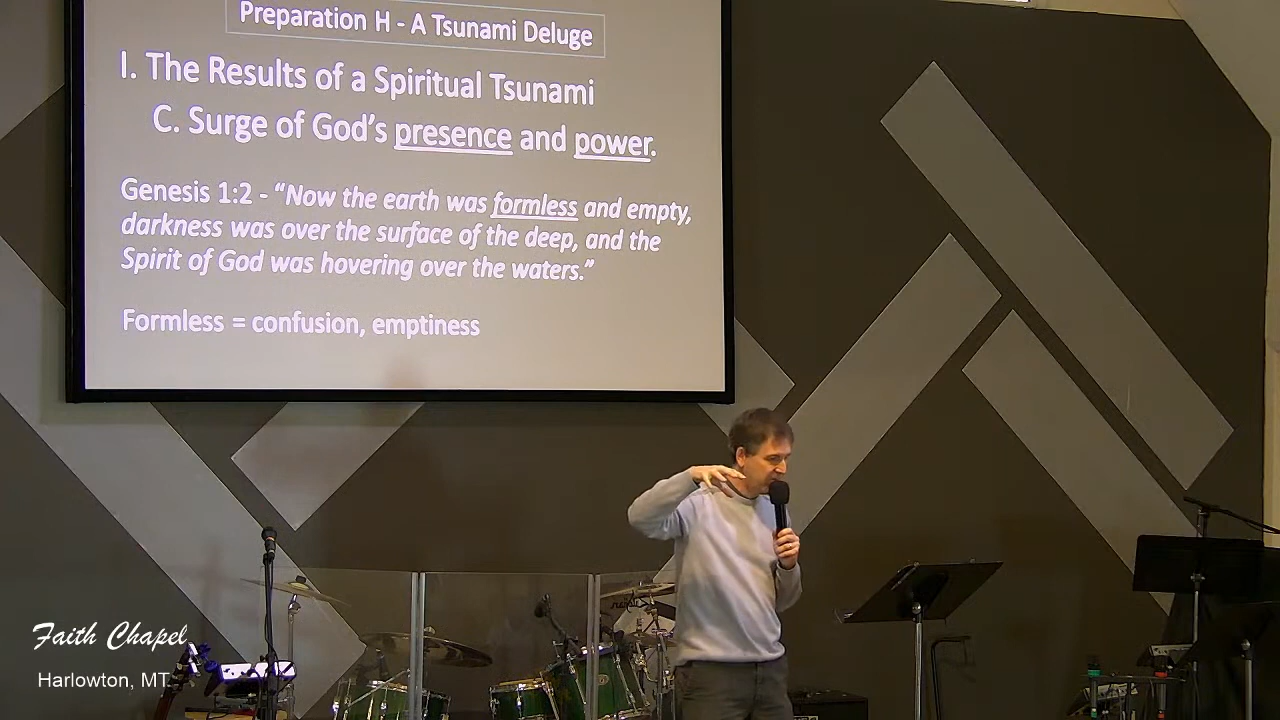 Preparation H - A Tsunami Deluge
I. The Results of a Spiritual Tsunami
C. Surge of God's presence and power.
Genesis 1:2 - “Now the earth was formless and empty,
darkness was over the surface of the deep, and the
Spirit of God was hovering over the waters.”
Formless = confusion, emptiness
Faith Chapel
Harlowton, MT.